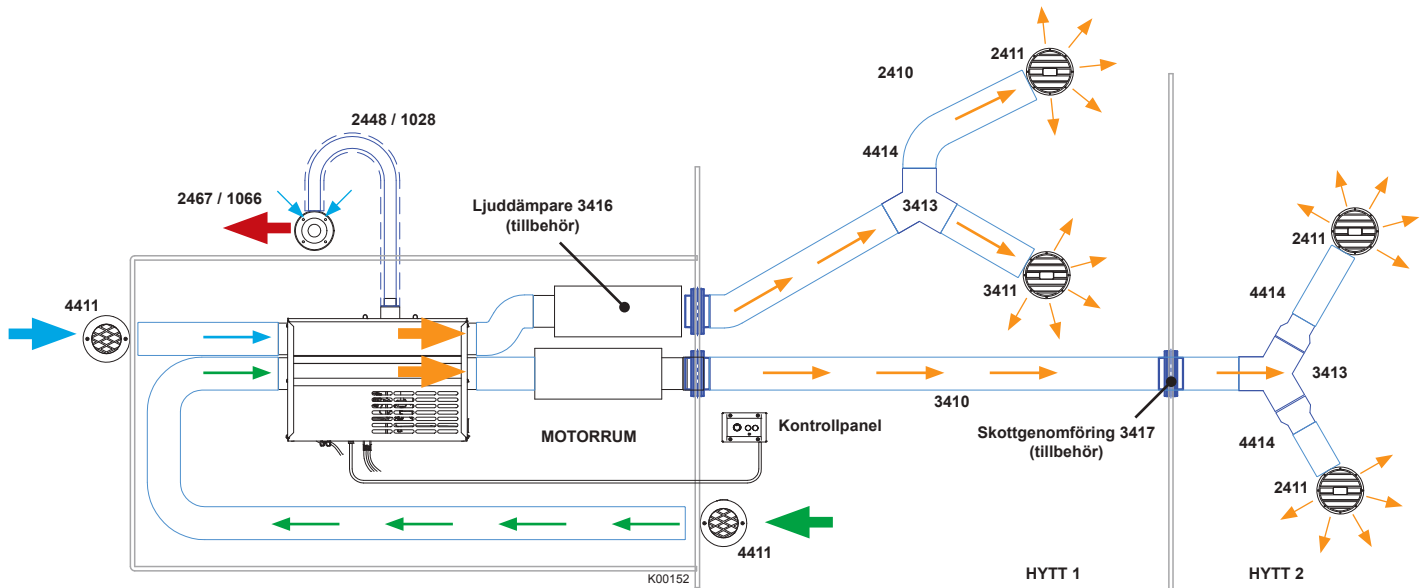 2411
2410
2448 / 1028
4414
2467 / 1066
Ljuddämpare 3416
(tillbehör)
3413
2411
3411
4411
4414
3413
3410
MOTORRUM
Kontrollpanel
Skottgenomföring 3417
(tillbehör)
4414
2411
4411
K00152
HYTT 1
HYTT 2